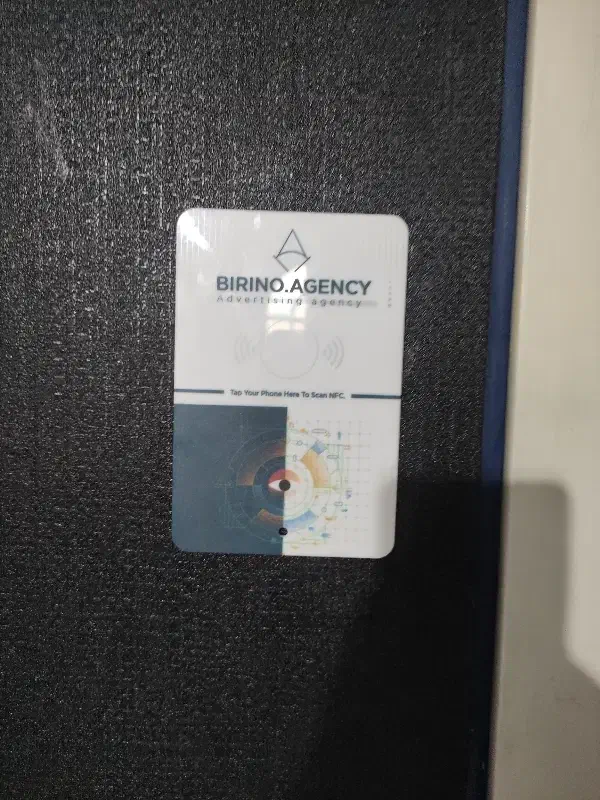 BIRINO.AGENCY
Advertising agency
Tap Your Phone Here To Scan NFC.